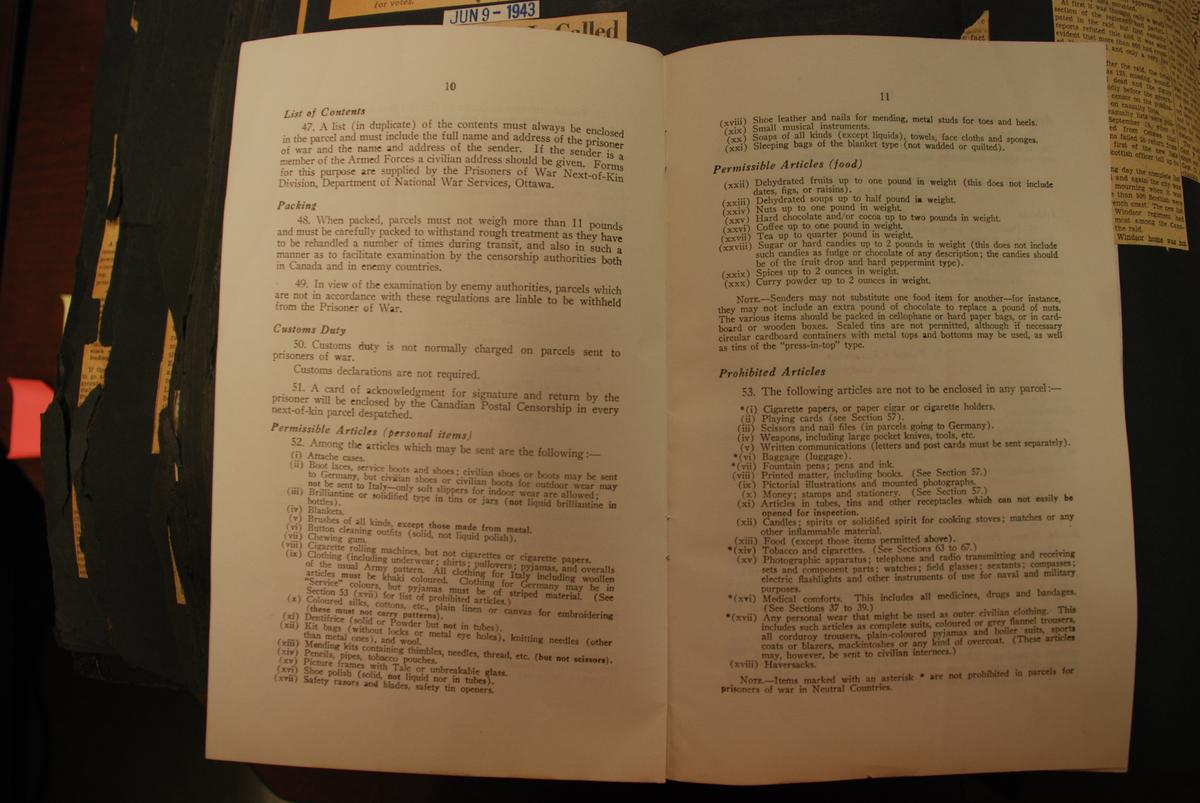 for votes.
JUN 9 - 1943
Called
10
List of Contents
47. A list (in duplicate) of the contents must always be enclosed
in the parcel and must include the full name and address of the prisoner
of war and the name and address of the sender. If the sender is a
member of the Armed Forces a civilian address should be given. Forms
for this purpose are supplied by the Prisoners of War Next-of-Kin
Division, Department of National War Services, Ottawa.
Packing
48. When packed, parcels must not weigh more than 11 pounds
and must be carefully packed to withstand rough treatment as they have
to be rehandled a number of times during transit, and also in such a
manner as to facilitate examination by the censorship authorities both
in Canada and in enemy countries.
49. In view of the examination by enemy authorities, parcels which
are not in accordance with these regulations are liable to be withheld
from the Prisoner of War.
Customs Duty
50. Customs duty is not normally charged on parcels sent to
prisoners of war.
Customs declarations are not required.
51. A card of acknowledgment for signature and return by the
prisoner will be enclosed by the Canadian Postal Censorship in every
next-of-kin parcel despatched.
Permissible Articles (personal items)
52. Among the articles which may be sent are the following:—
(i) Attache cases.
(ii) Boot laces, service boots and shoes; civilian shoes or boots may be sent
to Germany, but civilian shoes or civilian boots for outdoor wear may
not be sent to Italy—only soft slippers for indoor wear are allowed;
(iii) Brilliantine or solidified type in tins or jars (not liquid brilliantine in
bottles).
(iv) Blankets.
(v) Brushes of all kinds, except those made from metal.
(vi) Button cleaning outfits (solid, not liquid polish).
(vii) Chewing gum.
(viii) Cigarette rolling machines, but not cigarettes or cigarette papers.
(ix) Clothing (including underwear; shirts; pullovers; pyjamas, and overalls
of the usual Army pattern. All clothing for Italy including woollen
articles must be khaki coloured. Clothing for Germany may be in
"Service" colours, but pyjamas must be of striped material. (See
Section 53 (xvii) for list of prohibited articles.)
(x) Coloured silks, cottons, etc., plain linen or canvas for embroidering
(these must not carry patterns).
(xi) Dentifrice (solid or Powder but not in tubes).
(xii) Kit bags (without locks or metal eye holes), knitting needles (other
than metal ones), and wool.
(xiii) Mending kits containing thimbles, needles, thread, etc. (but not scissors).
(xiv) Pencils, pipes, tobacco pouches.
(xv) Picture frames with Talc or unbreakable glass.
(xvi) Shoe polish (solid, not liquid nor in tubes).
(xvii) Safety razors and blades, safety tin openers.
11
(xviii) Shoe leather and nails for mending, metal studs for toes and heels.
(xix) Small musical instruments.
(xx) Soaps of all kinds (except liquids), towels, face cloths and sponges.
(xxi) Sleeping bags of the blanket type (not wadded or quilted).
Permissible Articles (food)
(xxii) Dehydrated fruits up to one pound in weight (this does not include
dates, figs, or raisins).
(xxiii) Dehydrated soups up to half pound in weight.
(xxiv) Nuts up to one pound in weight.
(xxv) Hard chocolate and/or cocoa up to two pounds in weight.
(xxvi) Coffee up to one pound in weight.
(xxvii) Tea up to quarter pound in weight.
(xxviii) Sugar or hard candies up to 2 pounds in weight (this does not include
such candies as fudge or chocolate of any description; the candies should
be of the fruit drop and hard peppermint type).
(xxix) Spices up to 2 ounces in weight.
(xxx) Curry powder up to 2 ounces in weight.
NOTE.—Senders may not substitute one food item for another—for instance,
they may not include an extra pound of chocolate to replace a pound of nuts.
The various items should be packed in cellophane or hard paper bags, or in card-
board or wooden boxes. Sealed tins are not permitted, although if necessary
circular cardboard containers with metal tops and bottoms may be used, as well
as tins of the "press-in-top" type.
Prohibited Articles
53. The following articles are not to be enclosed in any parcel:—
*(i) Cigarette papers, or paper cigar or cigarette holders.
(ii) Playing cards (see Section 57).
(iii) Scissors and nail files (in parcels going to Germany).
(iv) Weapons, including large pocket knives, tools, etc.
(v) Written communications (letters and post cards must be sent separately).
*(vi) Baggage (luggage).
*(vii) Fountain pens; pens and ink.
(viii) Printed matter, including books. (See Section 57.)
(ix) Pictorial illustrations and mounted photographs.
(x) Money; stamps and stationery. (See Section 57.)
(xi) Articles in tubes, tins and other receptacles which can not easily be
opened for inspection.
(xii) Candles; spirits or solidified spirit for cooking stoves; matches or any
other inflammable material.
(xiii) Food (except those items permitted above).
*(xiv) Tobacco and cigarettes. (See Sections 63 to 67.)
(xv) Photographic apparatus; telephone and radio transmitting and receiving
sets and component parts; watches; field glasses; sextants; compasses;
electric flashlights and other instruments of use for naval and military
purposes.
*(xvi) Medical comforts. This includes all medicines, drugs and bandages.
(See Sections 37 to 39.)
*(xvii) Any personal wear that might be used as outer civilian clothing. This
includes such articles as complete suits, coloured or grey flannel trousers,
all corduroy trousers, plain-coloured pyjamas and boiler suits, sports
coats or blazers, mackintoshes or any kind of overcoat. (These articles
may, however, be sent to civilian internees.)
(xviii) Haversacks.
NOTE.—Items marked with an asterisk * are not prohibited in parcels for
prisoners of war in Neutral Countries.